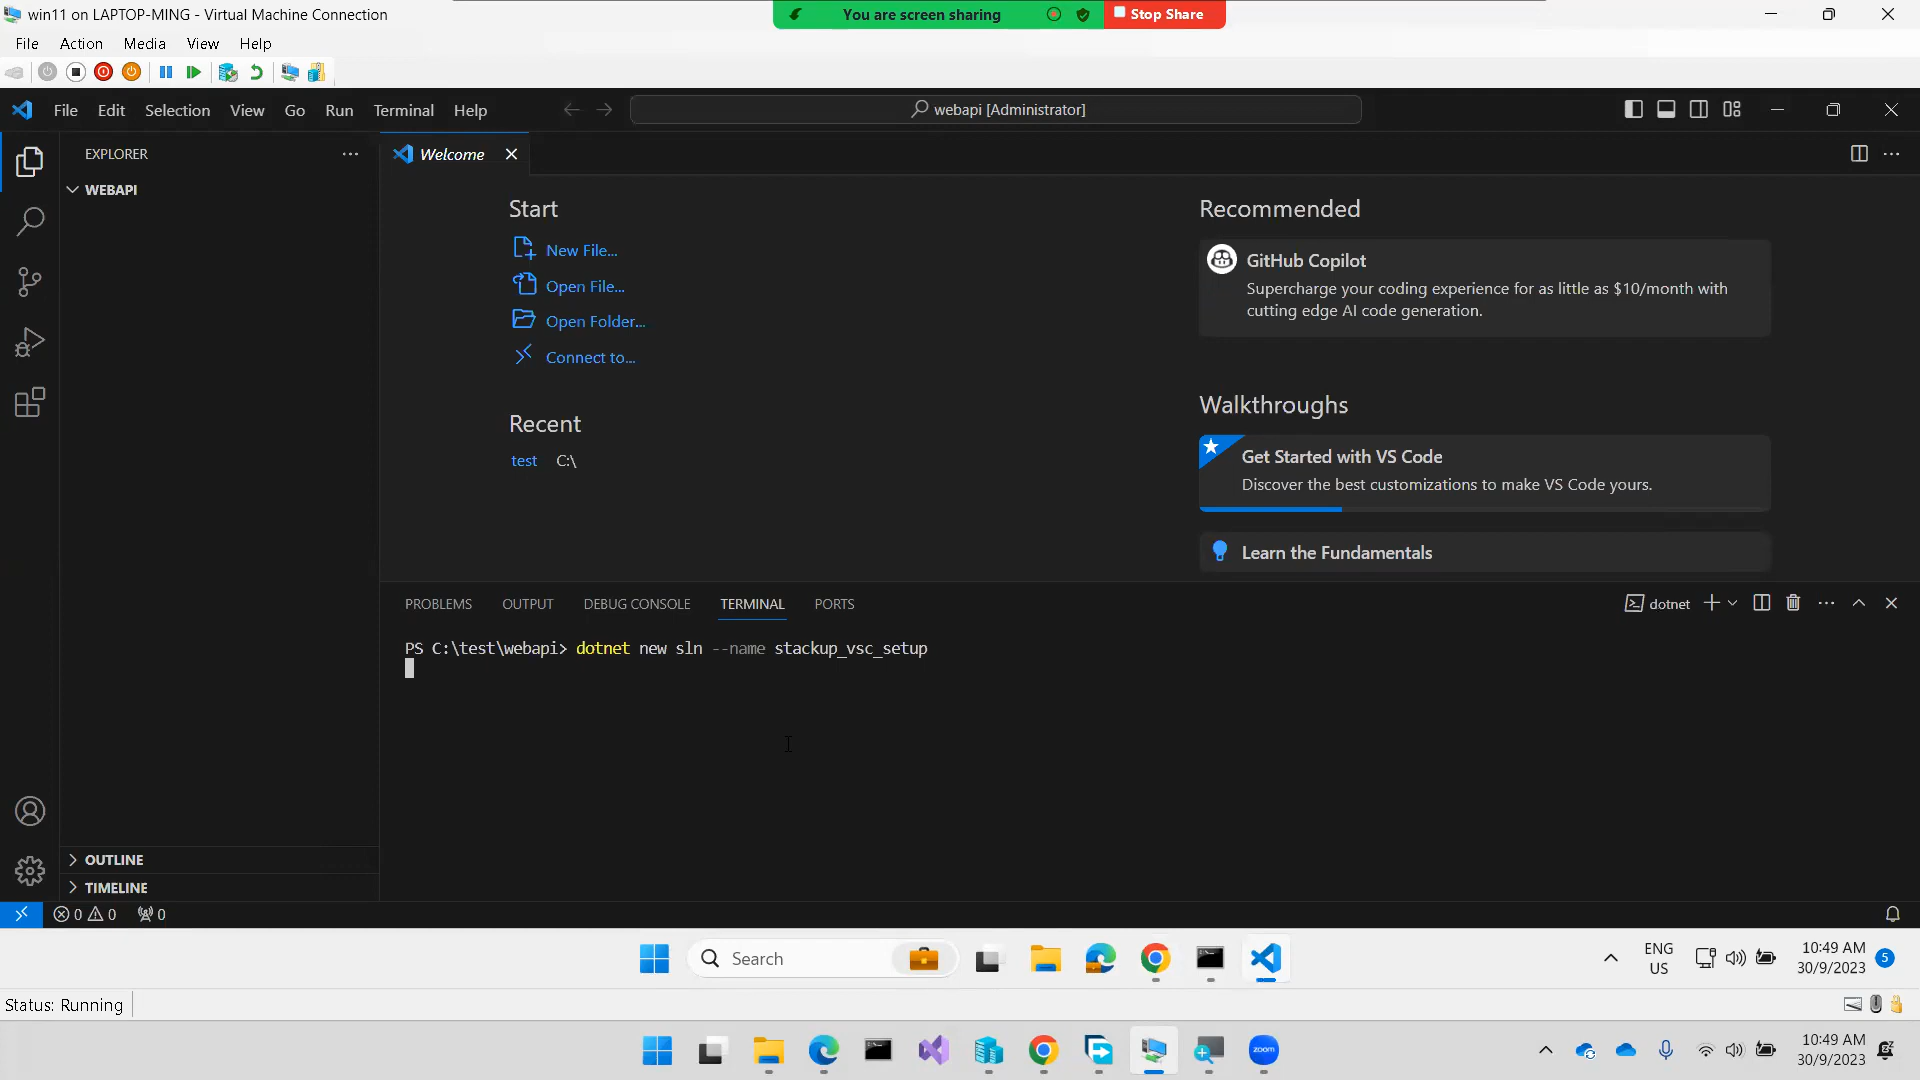 win11 on LAPTOP-MING - Virtual Machine Connection
You are screen sharing
Stop Share
File Action Media View Help
File Edit Selection View Go Run Terminal Help
webapi [Administrator]
EXPLORER
Welcome
WEBAPI
Start
New File...
Open File...
Open Folder...
Connect to...
Recent
test C:\
Recommended
GitHub Copilot
Supercharge your coding experience for as little as $10/month with
cutting edge AI code generation.
Walkthroughs
Get Started with VS Code
Discover the best customizations to make VS Code yours.
Learn the Fundamentals
PROBLEMS OUTPUT DEBUG CONSOLE TERMINAL PORTS
dotnet
PS C:\test\webapi> dotnet new sln --name stackup_vsc_setup
OUTLINE
TIMELINE
0 0 0
Search
ENG
US
10:49 AM
30/9/2023
5
Status: Running
zoom
10:49 AM
30/9/2023